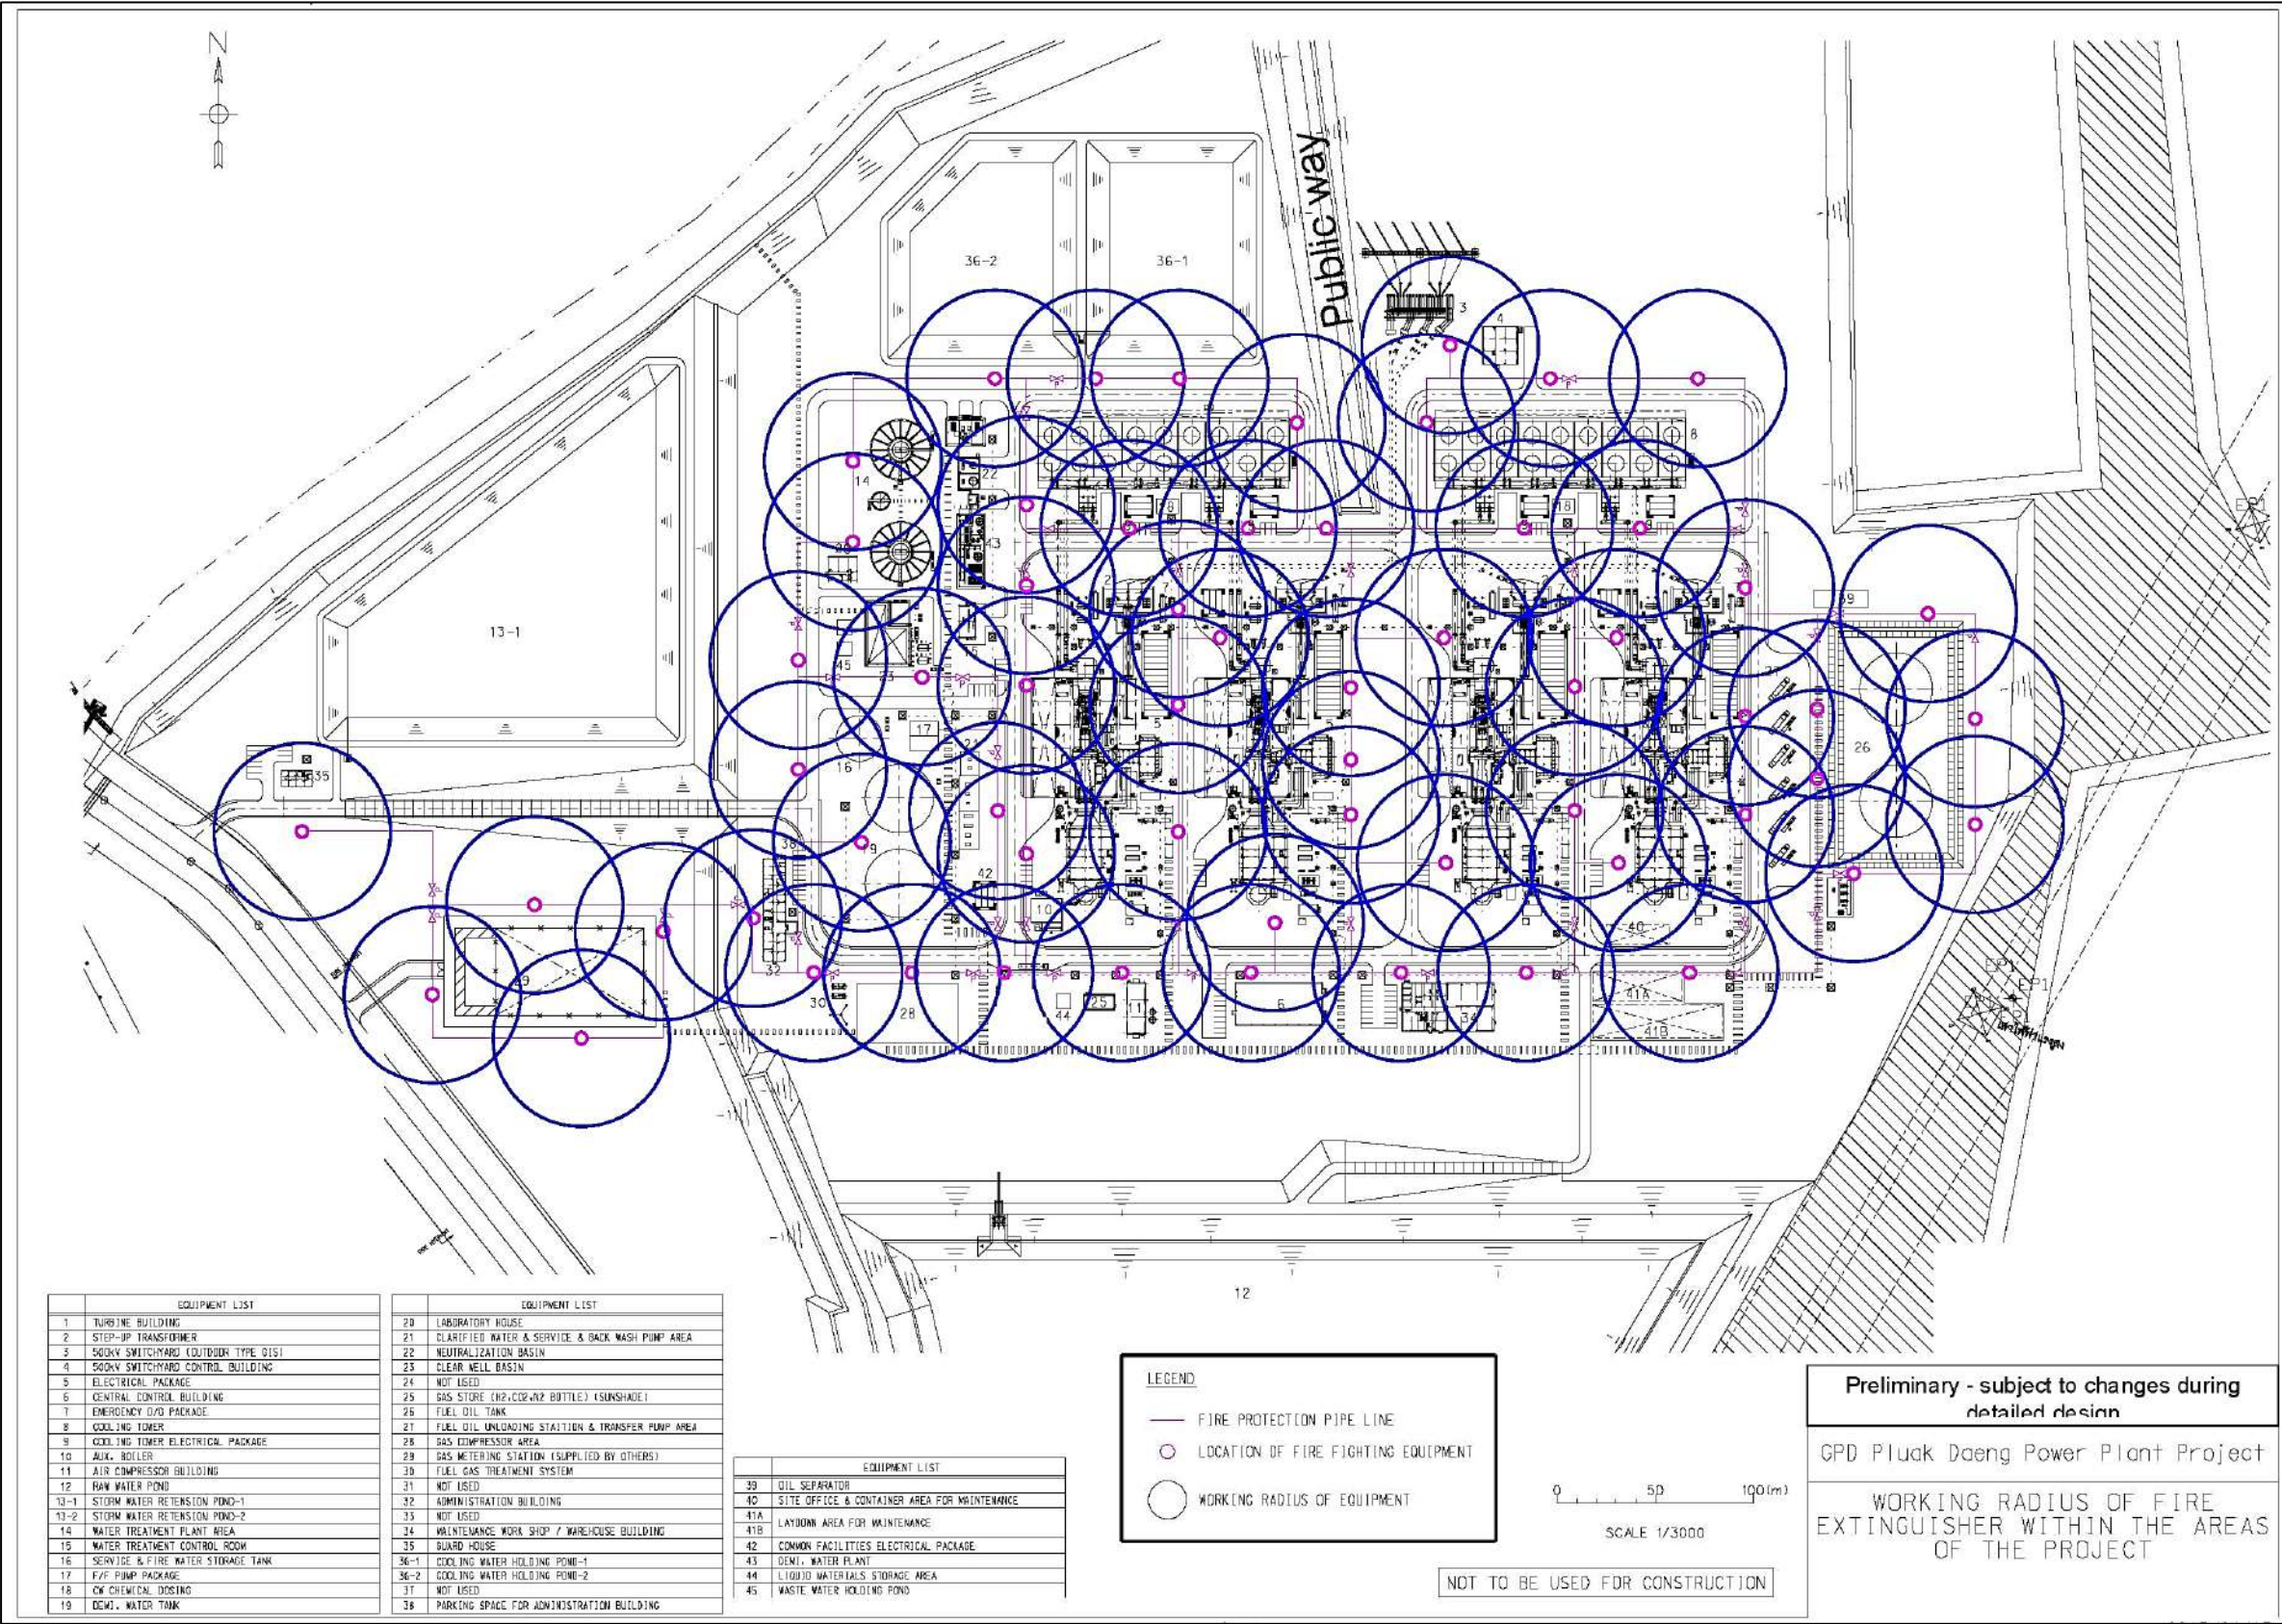 N
Public way
36-2
36-1
3
4
8
14
22
43
18
18
13-1
45
23
17
16
26
35
9
42
10
40
32
30
28
44
25
11
6
34
41A
41B
EP1
EP1
12
EQUIPMENT LIST
1 TURBINE BUILDING
2 STEP-UP TRANSFORMER
3 500KV SWITCHYARD (OUTDOOR TYPE GIS)
4 500KV SWITCHYARD CONTROL BUILDING
5 ELECTRICAL PACKAGE
6 CENTRAL CONTROL BUILDING
7 EMERGENCY D/G PACKAGE
8 COOLING TOWER
9 COOLING TOWER ELECTRICAL PACKAGE
10 AUX. BOILER
11 AIR COMPRESSOR BUILDING
12 RAW WATER POND
13-1 STORM WATER RETENSION POND-1
13-2 STORM WATER RETENSION POND-2
14 WATER TREATMENT PLANT AREA
15 WATER TREATMENT CONTROL ROOM
16 SERVICE & FIRE WATER STORAGE TANK
17 F/F PUMP PACKAGE
18 CW CHEMICAL DOSING
19 DEMI. WATER TANK
EQUIPMENT LIST
20 LABORATORY HOUSE
21 CLARIFIED WATER & SERVICE & BACK WASH PUMP AREA
22 NEUTRALIZATION BASIN
23 CLEAR WELL BASIN
24 NOT USED
25 GAS STORE (H2,CO2,N2 BOTTLE) (SUNSHADE)
26 FUEL OIL TANK
27 FUEL OIL UNLOADING STAITION & TRANSFER PUMP AREA
28 GAS COMPRESSOR AREA
29 GAS METERING STATION (SUPPLIED BY OTHERS)
30 FUEL GAS TREATMENT SYSTEM
31 NOT USED
32 ADMINISTRATION BUILDING
33 NOT USED
34 MAINTENANCE WORK SHOP / WAREHOUSE BUILDING
35 GUARD HOUSE
36-1 COOLING WATER HOLDING POND-1
36-2 COOLING WATER HOLDING POND-2
37 NOT USED
38 PARKING SPACE FOR ADMINISTRATION BUILDING
EQUIPMENT LIST
39 OIL SEPARATOR
40 SITE OFFICE & CONTAINER AREA FOR MAINTENANCE
41A
41B LAYDOWN AREA FOR MAINTENANCE
42 COMMON FACILITIES ELECTRICAL PACKAGE
43 DEMI. WATER PLANT
44 LIQUID MATERIALS STORAGE AREA
45 WASTE WATER HOLDING POND
LEGEND
FIRE PROTECTION PIPE LINE
LOCATION OF FIRE FIGHTING EQUIPMENT
WORKING RADIUS OF EQUIPMENT
0 50 100(m)
SCALE 1/3000
NOT TO BE USED FOR CONSTRUCTION
Preliminary - subject to changes during
detailed design
GPD Pluak Daeng Power Plant Project
WORKING RADIUS OF FIRE
EXTINGUISHER WITHIN THE AREAS
OF THE PROJECT